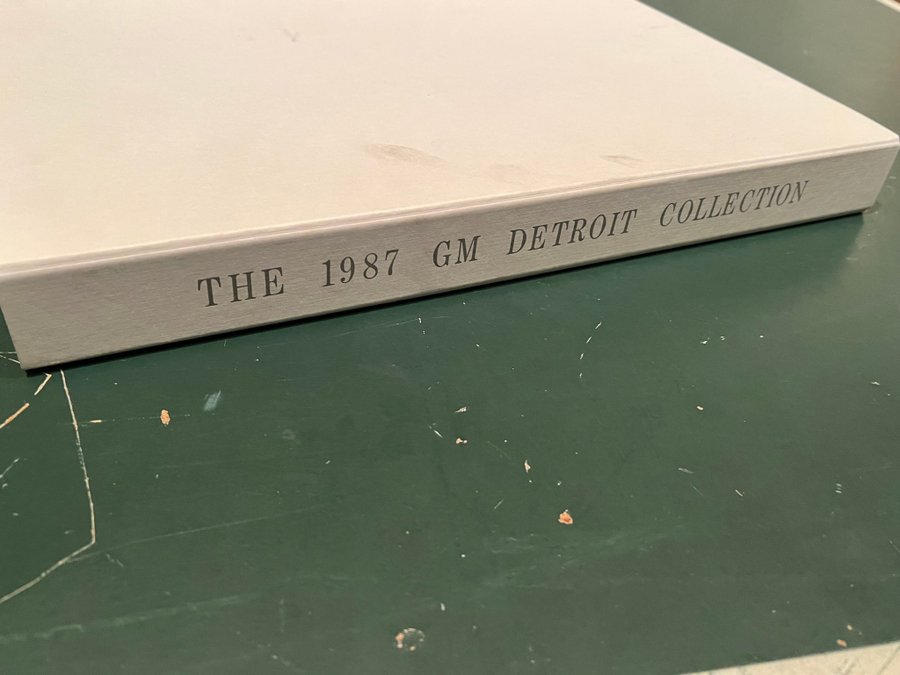 THE 1987 GM DETROIT COLLECTION